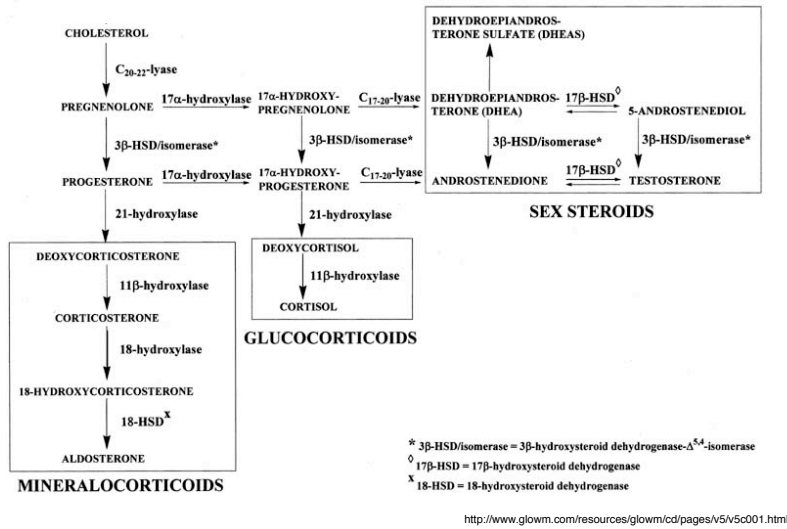 CHOLESTEROL
C20-22-lyase
PREGNENOLONE
17α-hydroxylase
17α-HYDROXY-
PREGNENOLONE
C17-20-lyase
DEHYDROEPIANDROS-
TERONE SULFATE (DHEAS)
DEHYDROEPIANDROS-
TERONE (DHEA)
17β-HSD◊
5-ANDROSTENEDIOL
3β-HSD/isomerase*
3β-HSD/isomerase*
3β-HSD/isomerase*
3β-HSD/isomerase*
PROGESTERONE
17α-hydroxylase
17α-HYDROXY-
PROGESTERONE
C17-20-lyase
ANDROSTENEDIONE
17β-HSD◊
TESTOSTERONE
SEX STEROIDS
21-hydroxylase
21-hydroxylase
DEOXYCORTICOSTERONE
11β-hydroxylase
CORTICOSTERONE
18-hydroxylase
18-HYDROXYCORTICOSTERONE
18-HSDx
ALDOSTERONE
MINERALOCORTICOIDS
DEOXYCORTISOL
11β-hydroxylase
CORTISOL
GLUCOCORTICOIDS
* 3β-HSD/isomerase = 3β-hydroxysteroid dehydrogenase-Δ5,4-isomerase
◊ 17β-HSD = 17β-hydroxysteroid dehydrogenase
x 18-HSD = 18-hydroxysteroid dehydrogenase
http://www.glowm.com/resources/glowm/cd/pages/v5/v5c001.html